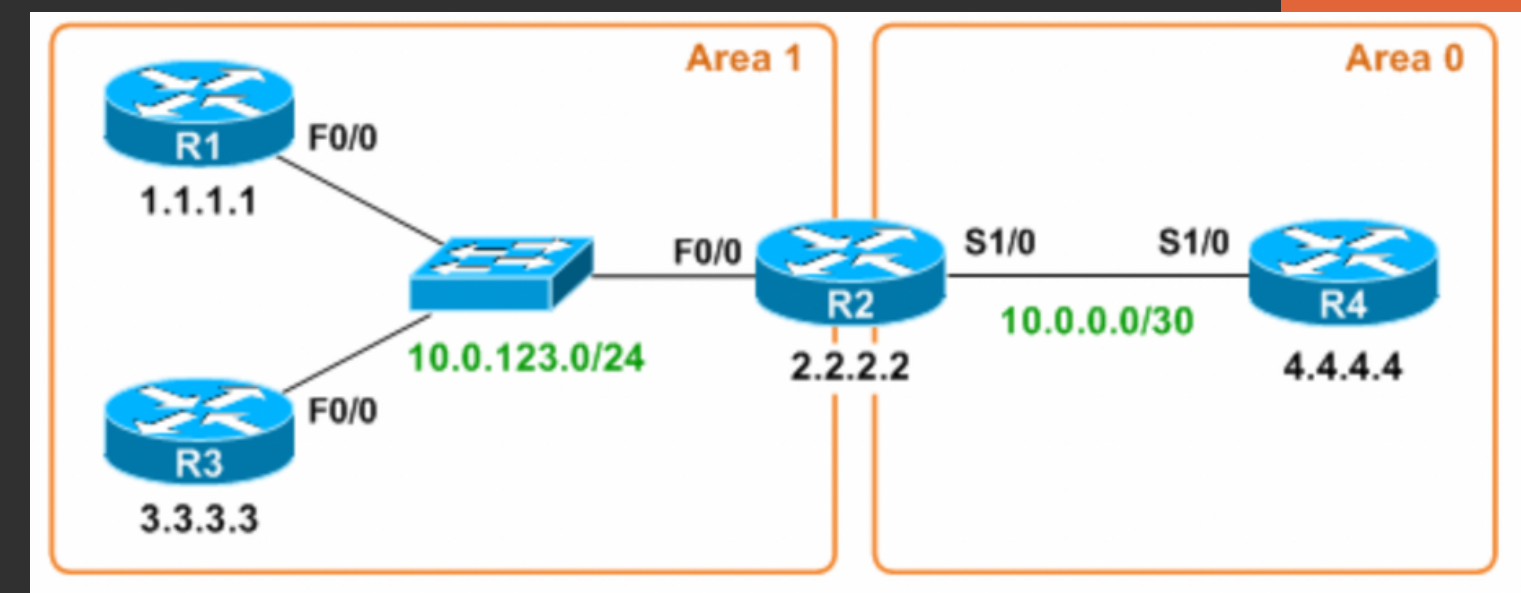 Area 1
Area 0
R1
F0/0
1.1.1.1
F0/0
R2
2.2.2.2
S1/0
S1/0
R4
4.4.4.4
10.0.0.0/30
10.0.123.0/24
F0/0
R3
3.3.3.3